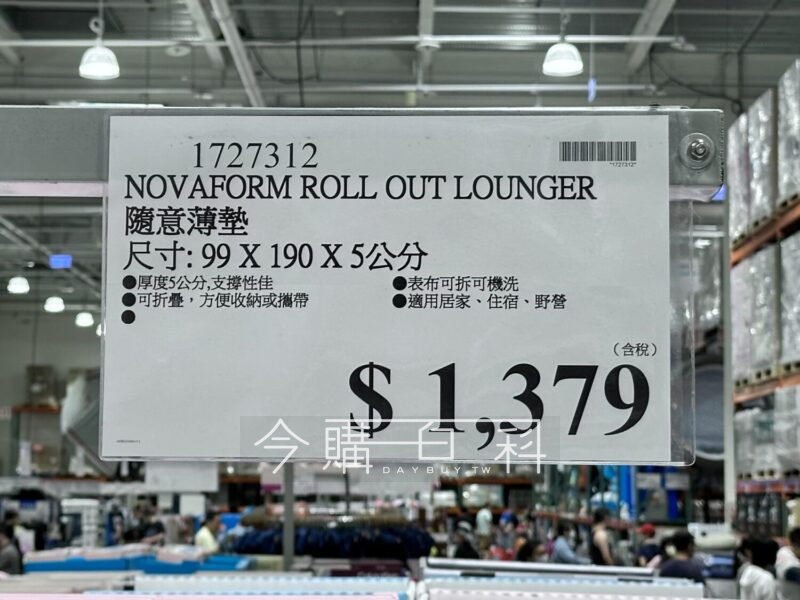 1727312
*1727312*
NOVAFORM ROLL OUT LOUNGER
隨意薄墊
尺寸: 99 X 190 X 5公分
●厚度5公分,支撐性佳
●表布可拆可機洗
●可折疊，方便收納或攜帶
●適用居家、住宿、野營
●
（含稅）
$ 1,379
今購百科
DAYBUY.TW